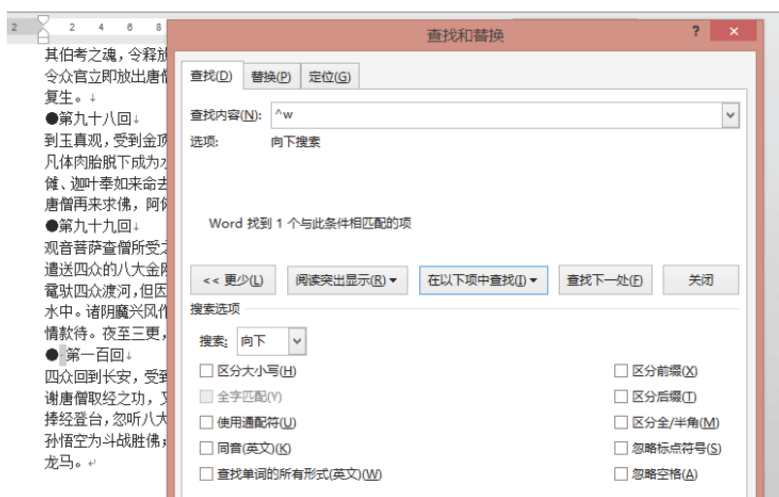 2 2 4 6 8
查找和替换
? ×
其伯考之魂，令释放
令众官立即放出唐僧
复生。↓
●第九十八回↓
到玉真观，受到金顶
凡体肉胎脱下成为
傩、迦叶奉如来命去
唐僧再来求佛，阿傩
●第九十九回↓
观音菩萨查僧所受之
遣送四众的八大金刚
鼋驮四众渡河，但因
水中。诸阴魔兴风作
情款待。夜至三更，
●·第一百回↓
四众回到长安，受到
谢唐僧取经之功，又
捧经登台，忽听八大
孙悟空为斗战胜佛；
龙马。↵
查找(D) 替换(P) 定位(G)
查找内容(N): ^w
选项: 向下搜索
Word 找到 1 个与此条件相匹配的项
<< 更少(L) 阅读突出显示(R) 在以下项中查找(I) 查找下一处(F) 关闭
搜索选项
搜索: 向下
区分大小写(H) 区分前缀(X)
全字匹配(Y) 区分后缀(T)
使用通配符(U) 区分全/半角(M)
同音(英文)(K) 忽略标点符号(S)
查找单词的所有形式(英文)(W) 忽略空格(A)